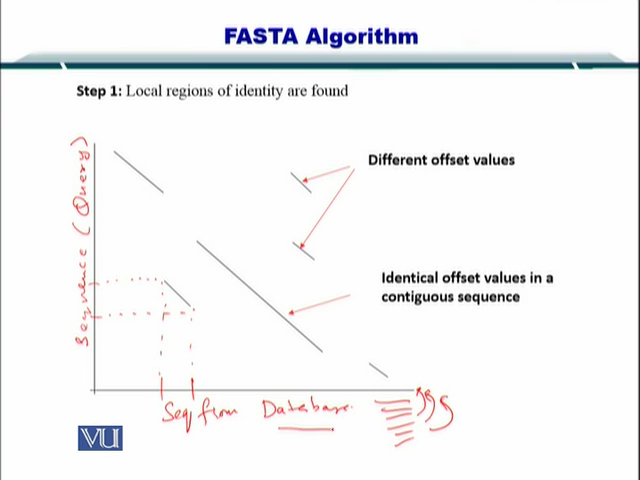 FASTA Algorithm
Step 1: Local regions of identity are found
Different offset values
Identical offset values in a
contiguous sequence
Sequence (Query)
Seq from Database
VU